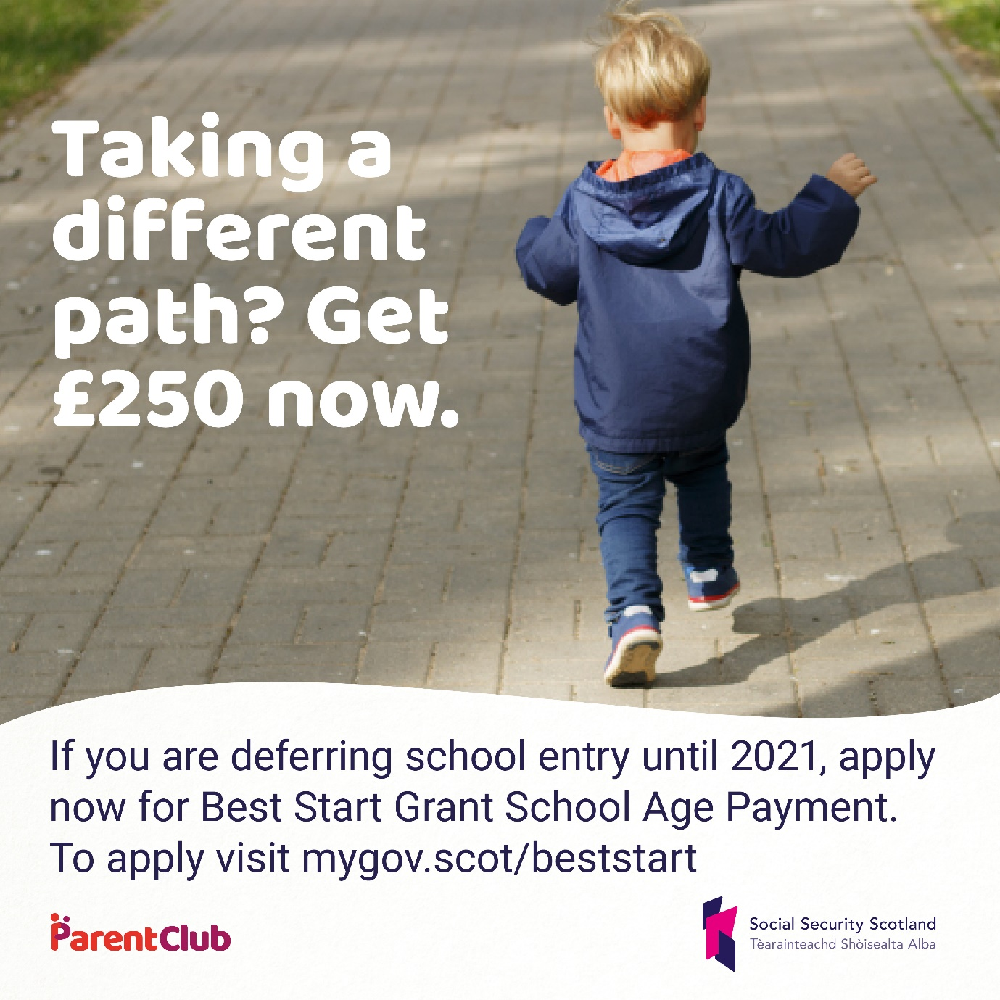 Taking a
different
path? Get
£250 now.
If you are deferring school entry until 2021, apply
now for Best Start Grant School Age Payment.
To apply visit mygov.scot/beststart
ParentClub
Social Security Scotland
Tèarainteachd Shòisealta Alba